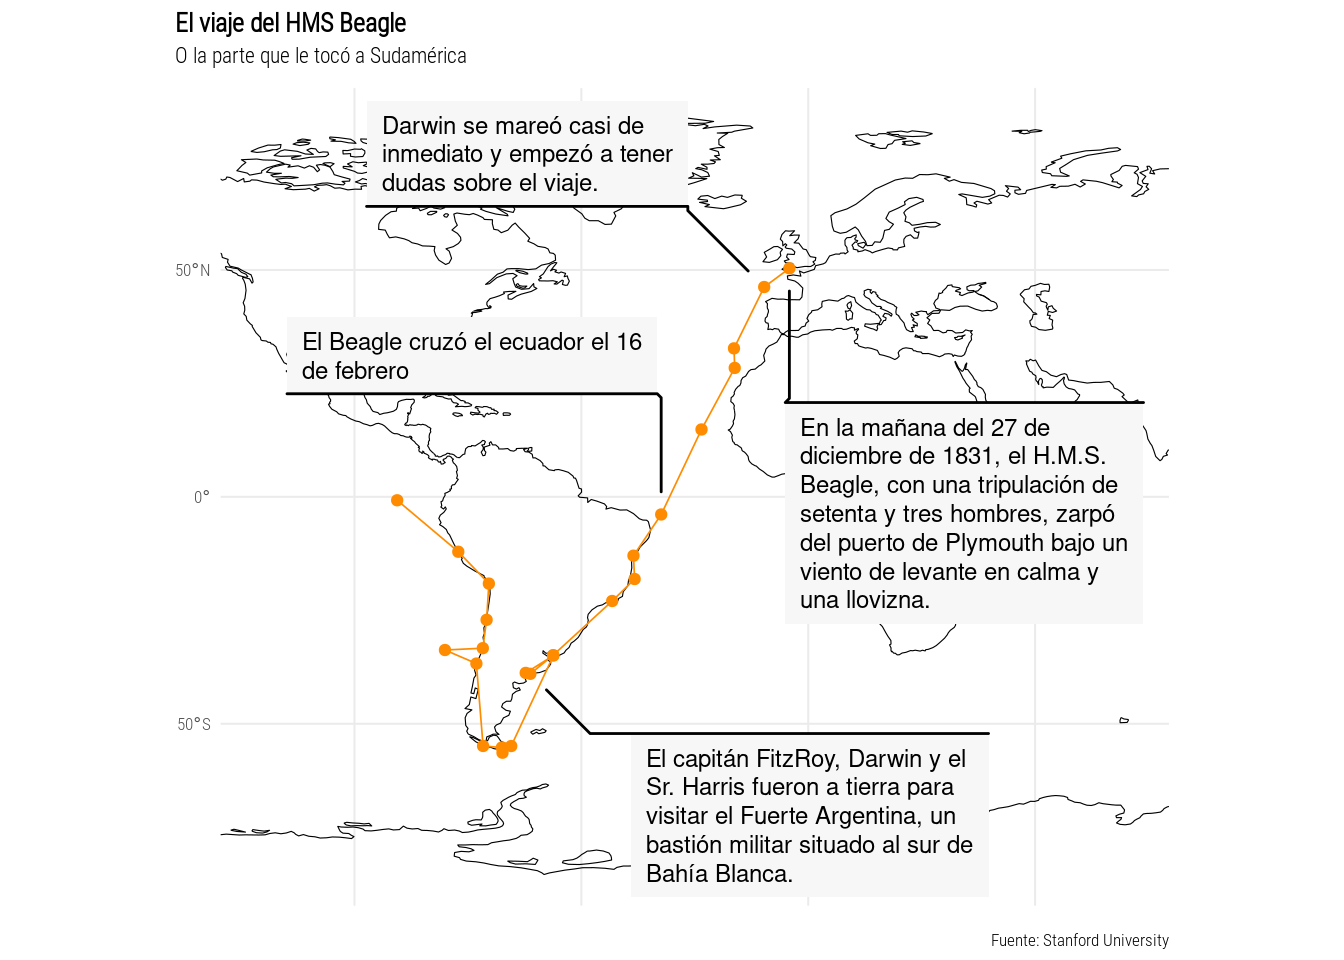 El viaje del HMS Beagle
O la parte que le tocó a Sudamérica
Darwin se mareó casi de
inmediato y empezó a tener
dudas sobre el viaje.
50°N
El Beagle cruzó el ecuador el 16
de febrero
En la mañana del 27 de
diciembre de 1831, el H.M.S.
Beagle, con una tripulación de
setenta y tres hombres, zarpó
del puerto de Plymouth bajo un
viento de levante en calma y
una llovizna.
0°
50°S
El capitán FitzRoy, Darwin y el
Sr. Harris fueron a tierra para
visitar el Fuerte Argentina, un
bastión militar situado al sur de
Bahía Blanca.
Fuente: Stanford University